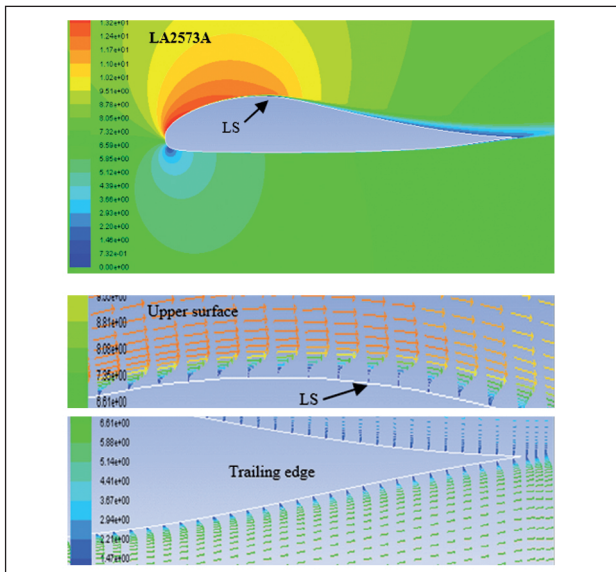 1.32e+01
LA2573A
1.24e+01
1.17e+01
1.10e+01
1.02e+01
9.51e+00
8.78e+00
8.05e+00
7.32e+00
6.59e+00
5.12e+00
4.39e+00
3.66e+00
2.93e+00
2.20e+00
1.46e+00
7.32e-01
0.00e+00
LS
9.55e+00
Upper surface
8.81e+00
8.08e+00
7.35e+00
6.61e+00
LS
6.61e+00
5.88e+00
5.14e+00
Trailing edge
4.41e+00
3.67e+00
2.94e+00
2.20e+00
1.47e+00